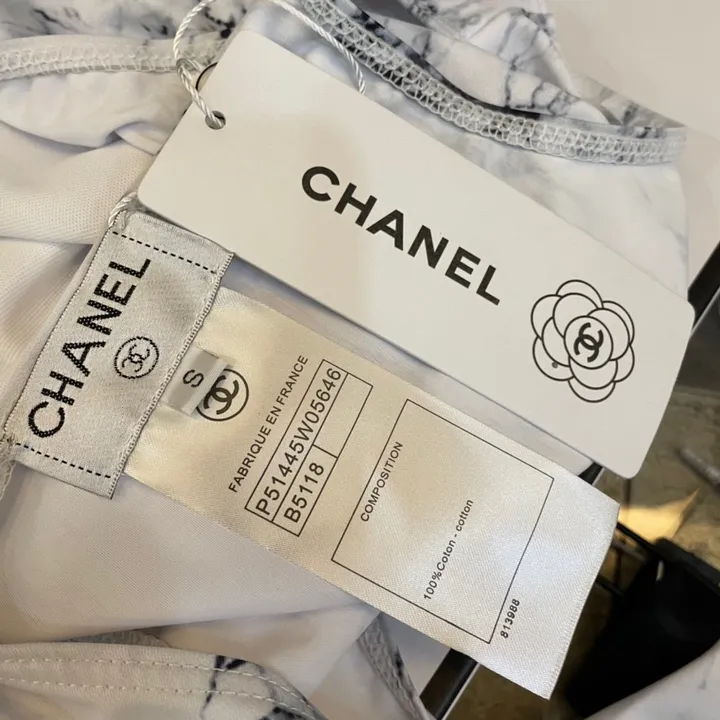 CHANEL
CHANEL
S
FABRIQUE EN FRANCE
P51445W05646
B5118
COMPOSITION
100%Coton - cotton
813988